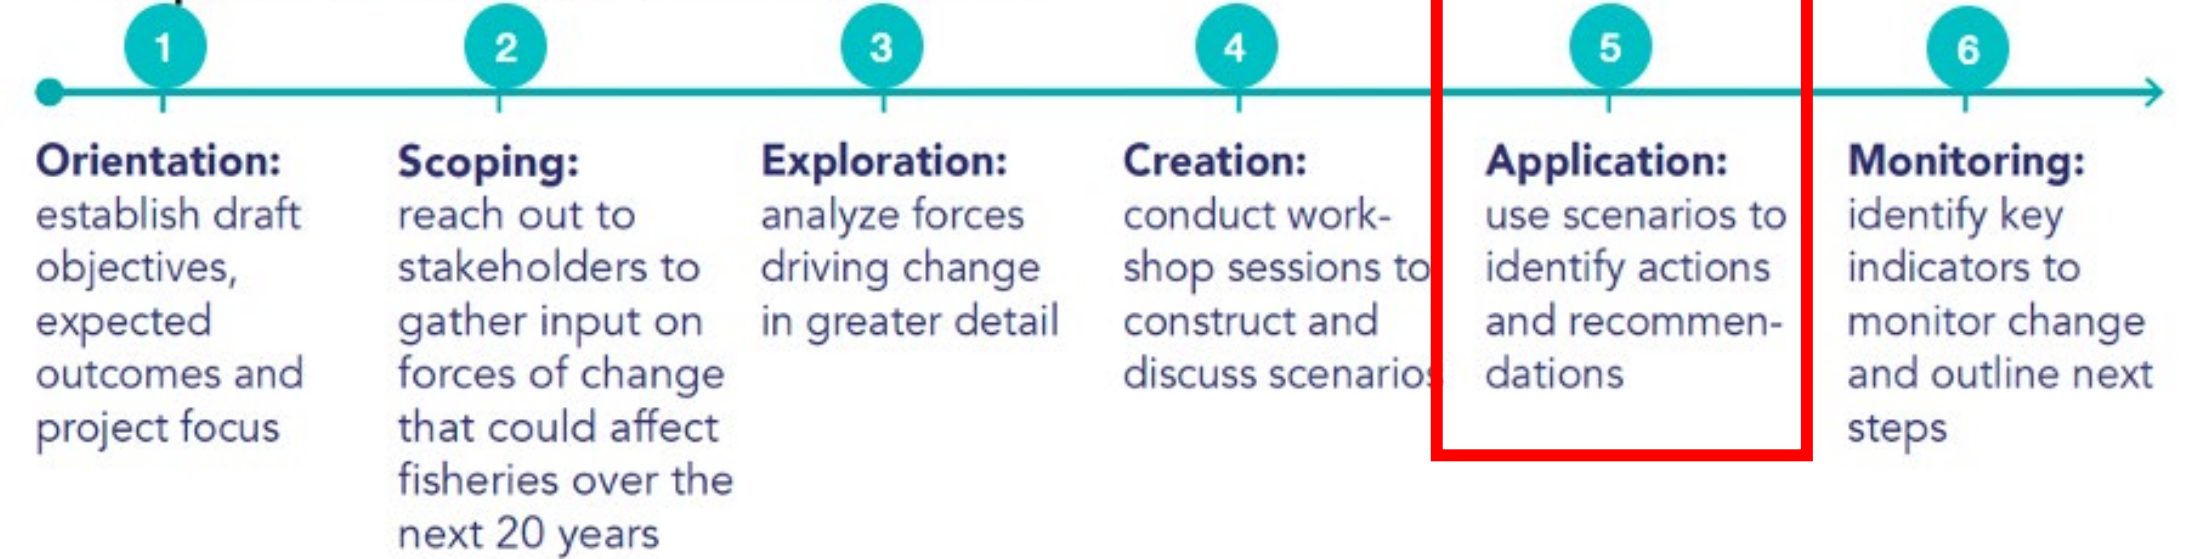 1
2
3
4
5
6
Orientation:
establish draft
objectives,
expected
outcomes and
project focus
Scoping:
reach out to
stakeholders to
gather input on
forces of change
that could affect
fisheries over the
next 20 years
Exploration:
analyze forces
driving change
in greater detail
Creation:
conduct work-
shop sessions to
construct and
discuss scenarios
Application:
use scenarios to
identify actions
and recommen-
dations
Monitoring:
identify key
indicators to
monitor change
and outline next
steps